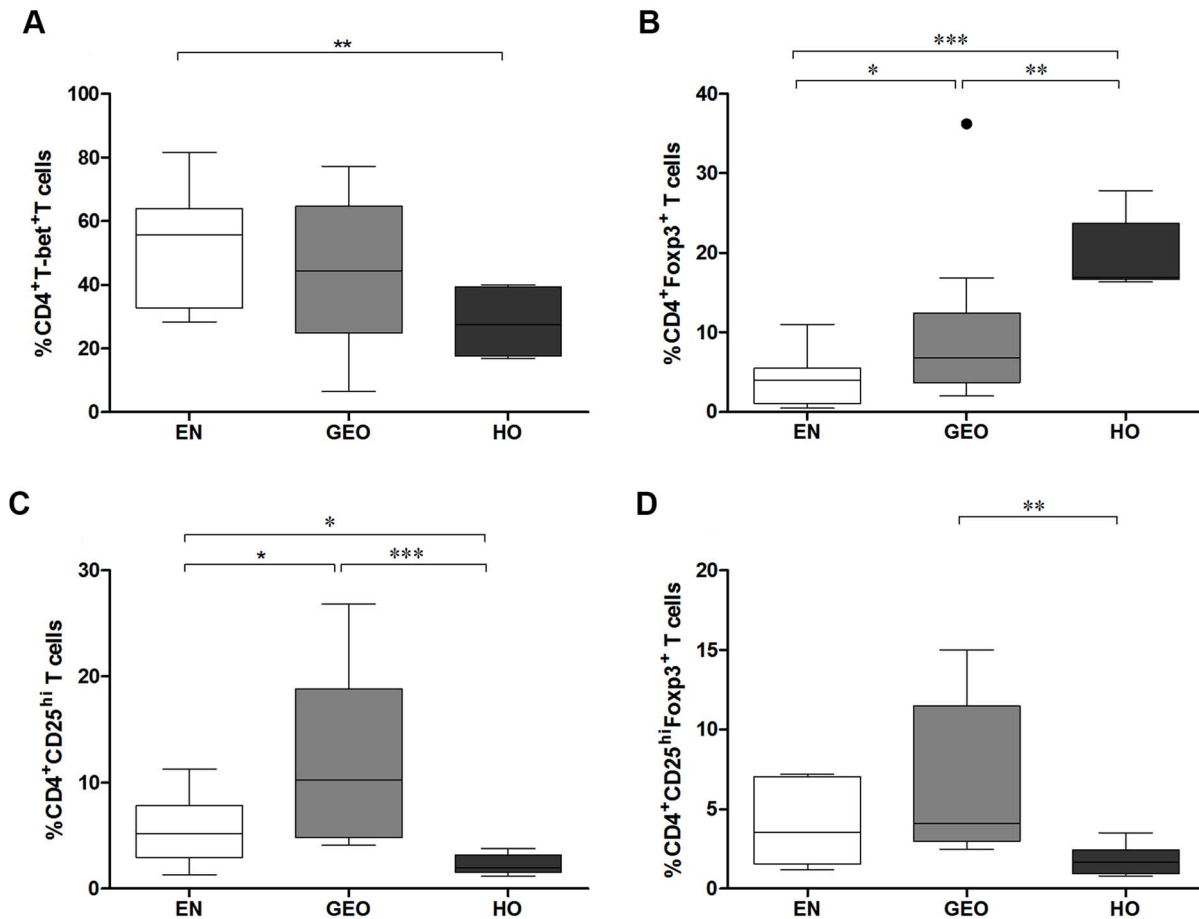 A
**
%CD4⁺T-bet⁺T cells
100
80
60
40
20
0
EN GEO HO
B
***
* **
%CD4⁺Foxp3⁺ T cells
40
30
20
10
0
EN GEO HO
C
*
* ***
%CD4⁺CD25ʰⁱ T cells
30
20
10
0
EN GEO HO
D
**
%CD4⁺CD25ʰⁱFoxp3⁺ T cells
20
15
10
5
0
EN GEO HO